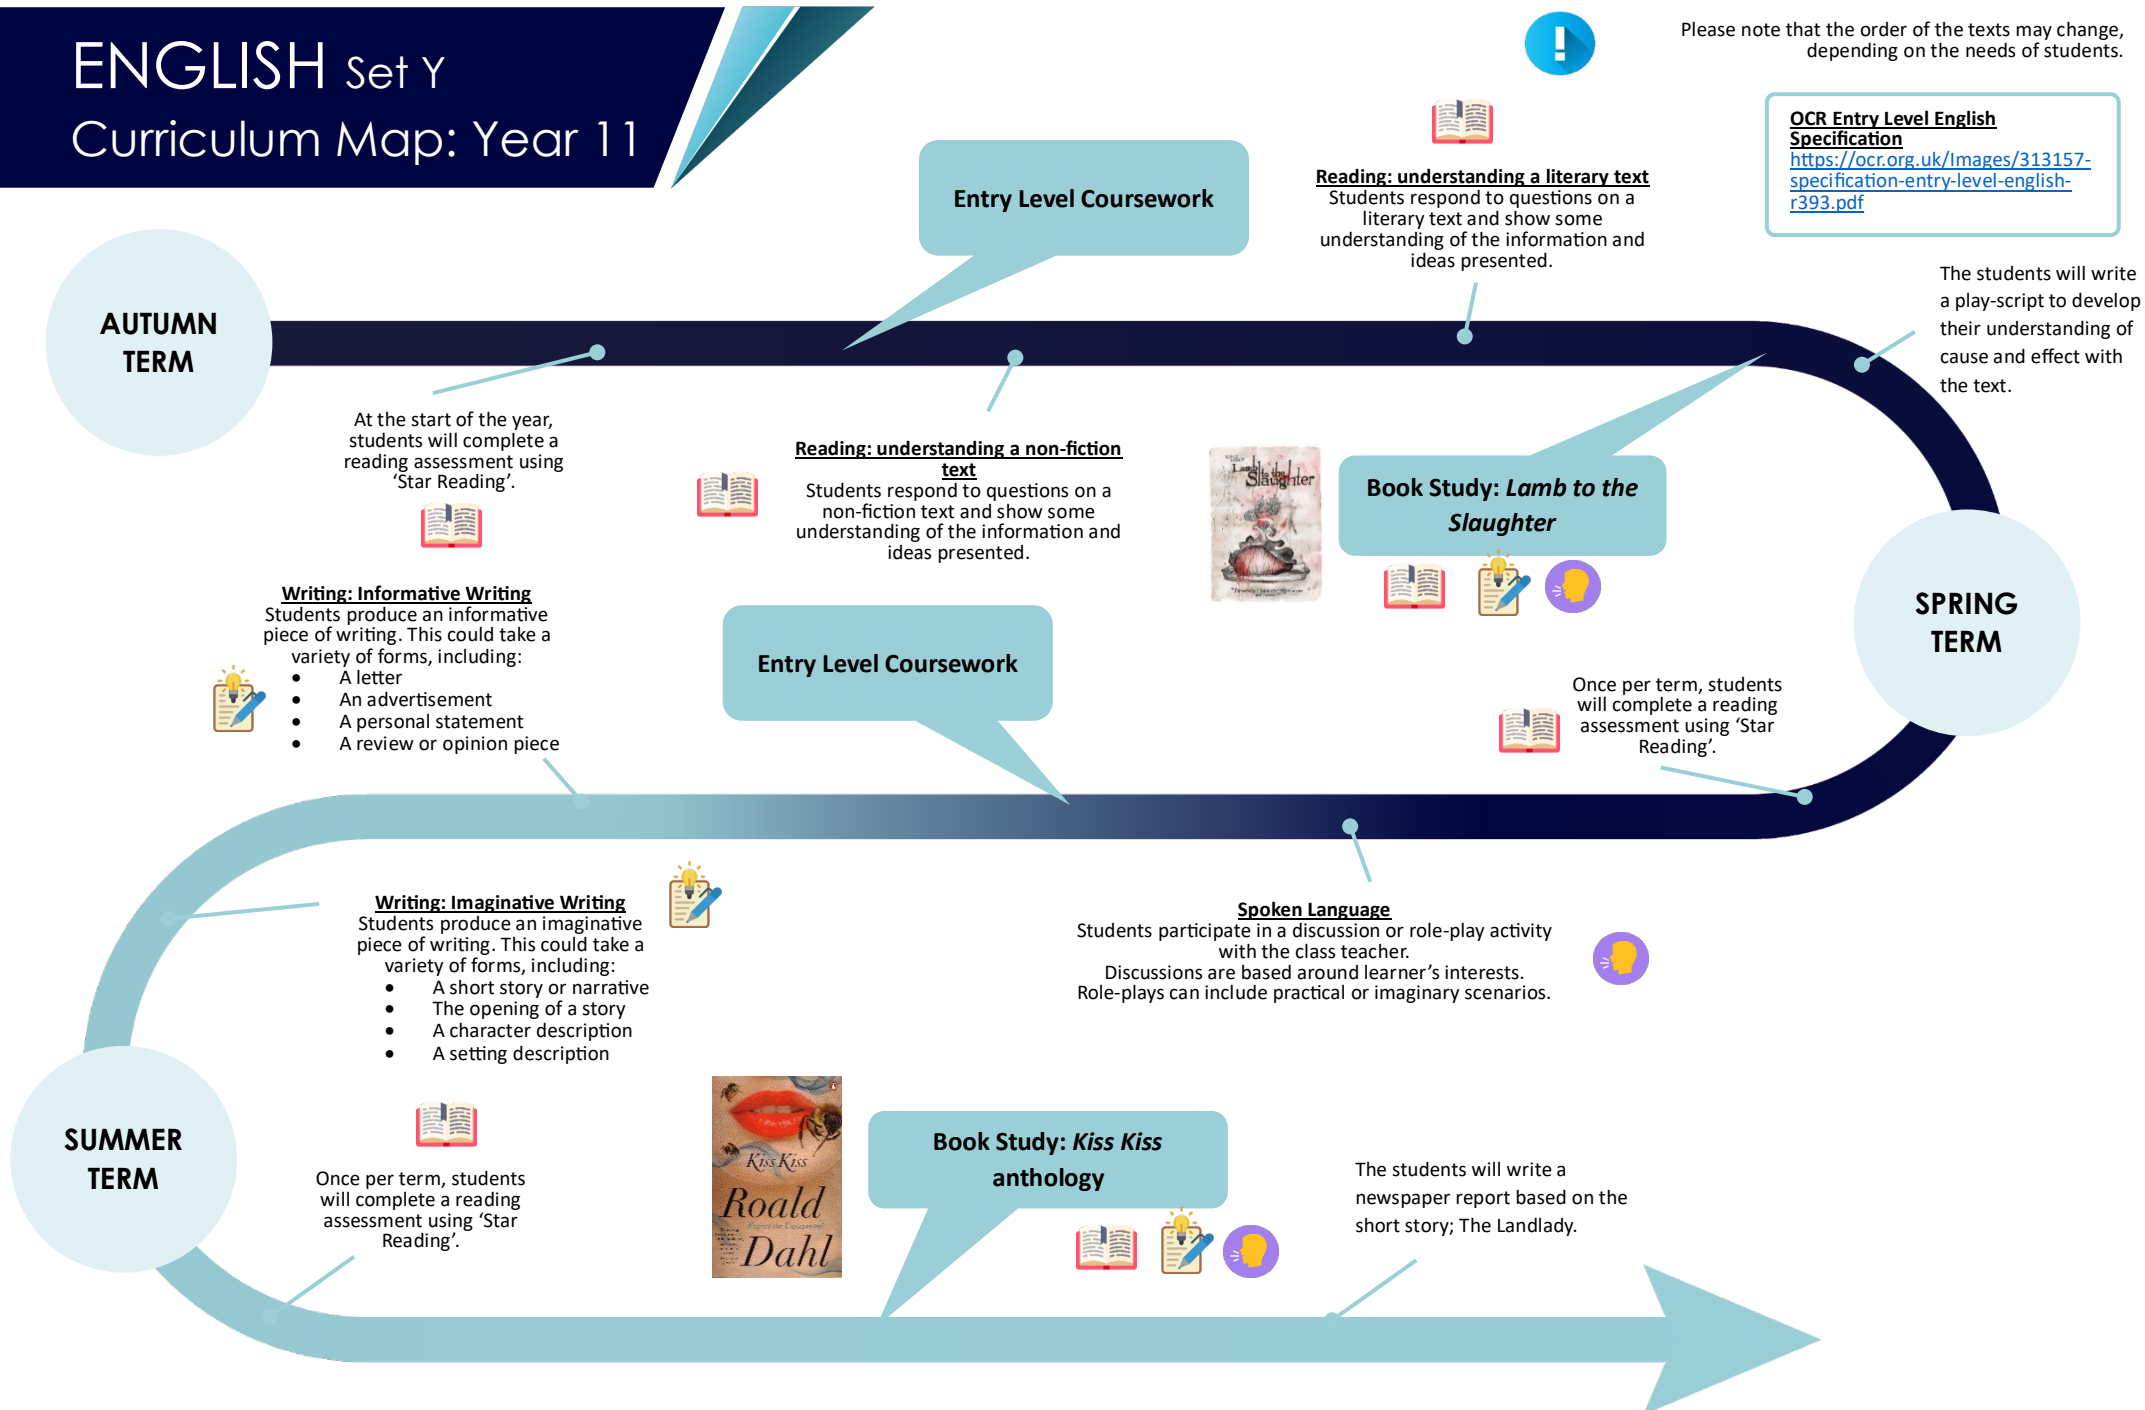 ENGLISH Set Y
Curriculum Map: Year 11
Please note that the order of the texts may change,
depending on the needs of students.
OCR Entry Level English
Specification
https://ocr.org.uk/Images/313157-
specification-entry-level-english-
r393.pdf
AUTUMN
TERM
Entry Level Coursework
Reading: understanding a literary text
Students respond to questions on a
literary text and show some
understanding of the information and
ideas presented.
The students will write
a play-script to develop
their understanding of
cause and effect with
the text.
At the start of the year,
students will complete a
reading assessment using
‘Star Reading’.
Reading: understanding a non-fiction
text
Students respond to questions on a
non-fiction text and show some
understanding of the information and
ideas presented.
Lamb to the
Slaughter
Book Study: Lamb to the
Slaughter
SPRING
TERM
Once per term, students
will complete a reading
assessment using ‘Star
Reading’.
Entry Level Coursework
Writing: Informative Writing
Students produce an informative
piece of writing. This could take a
variety of forms, including:
• A letter
• An advertisement
• A personal statement
• A review or opinion piece
Spoken Language
Students participate in a discussion or role-play activity
with the class teacher.
Discussions are based around learner’s interests.
Role-plays can include practical or imaginary scenarios.
Writing: Imaginative Writing
Students produce an imaginative
piece of writing. This could take a
variety of forms, including:
• A short story or narrative
• The opening of a story
• A character description
• A setting description
SUMMER
TERM
Once per term, students
will complete a reading
assessment using ‘Star
Reading’.
Kiss Kiss
Roald
Dahl
Book Study: Kiss Kiss
anthology
The students will write a
newspaper report based on the
short story; The Landlady.